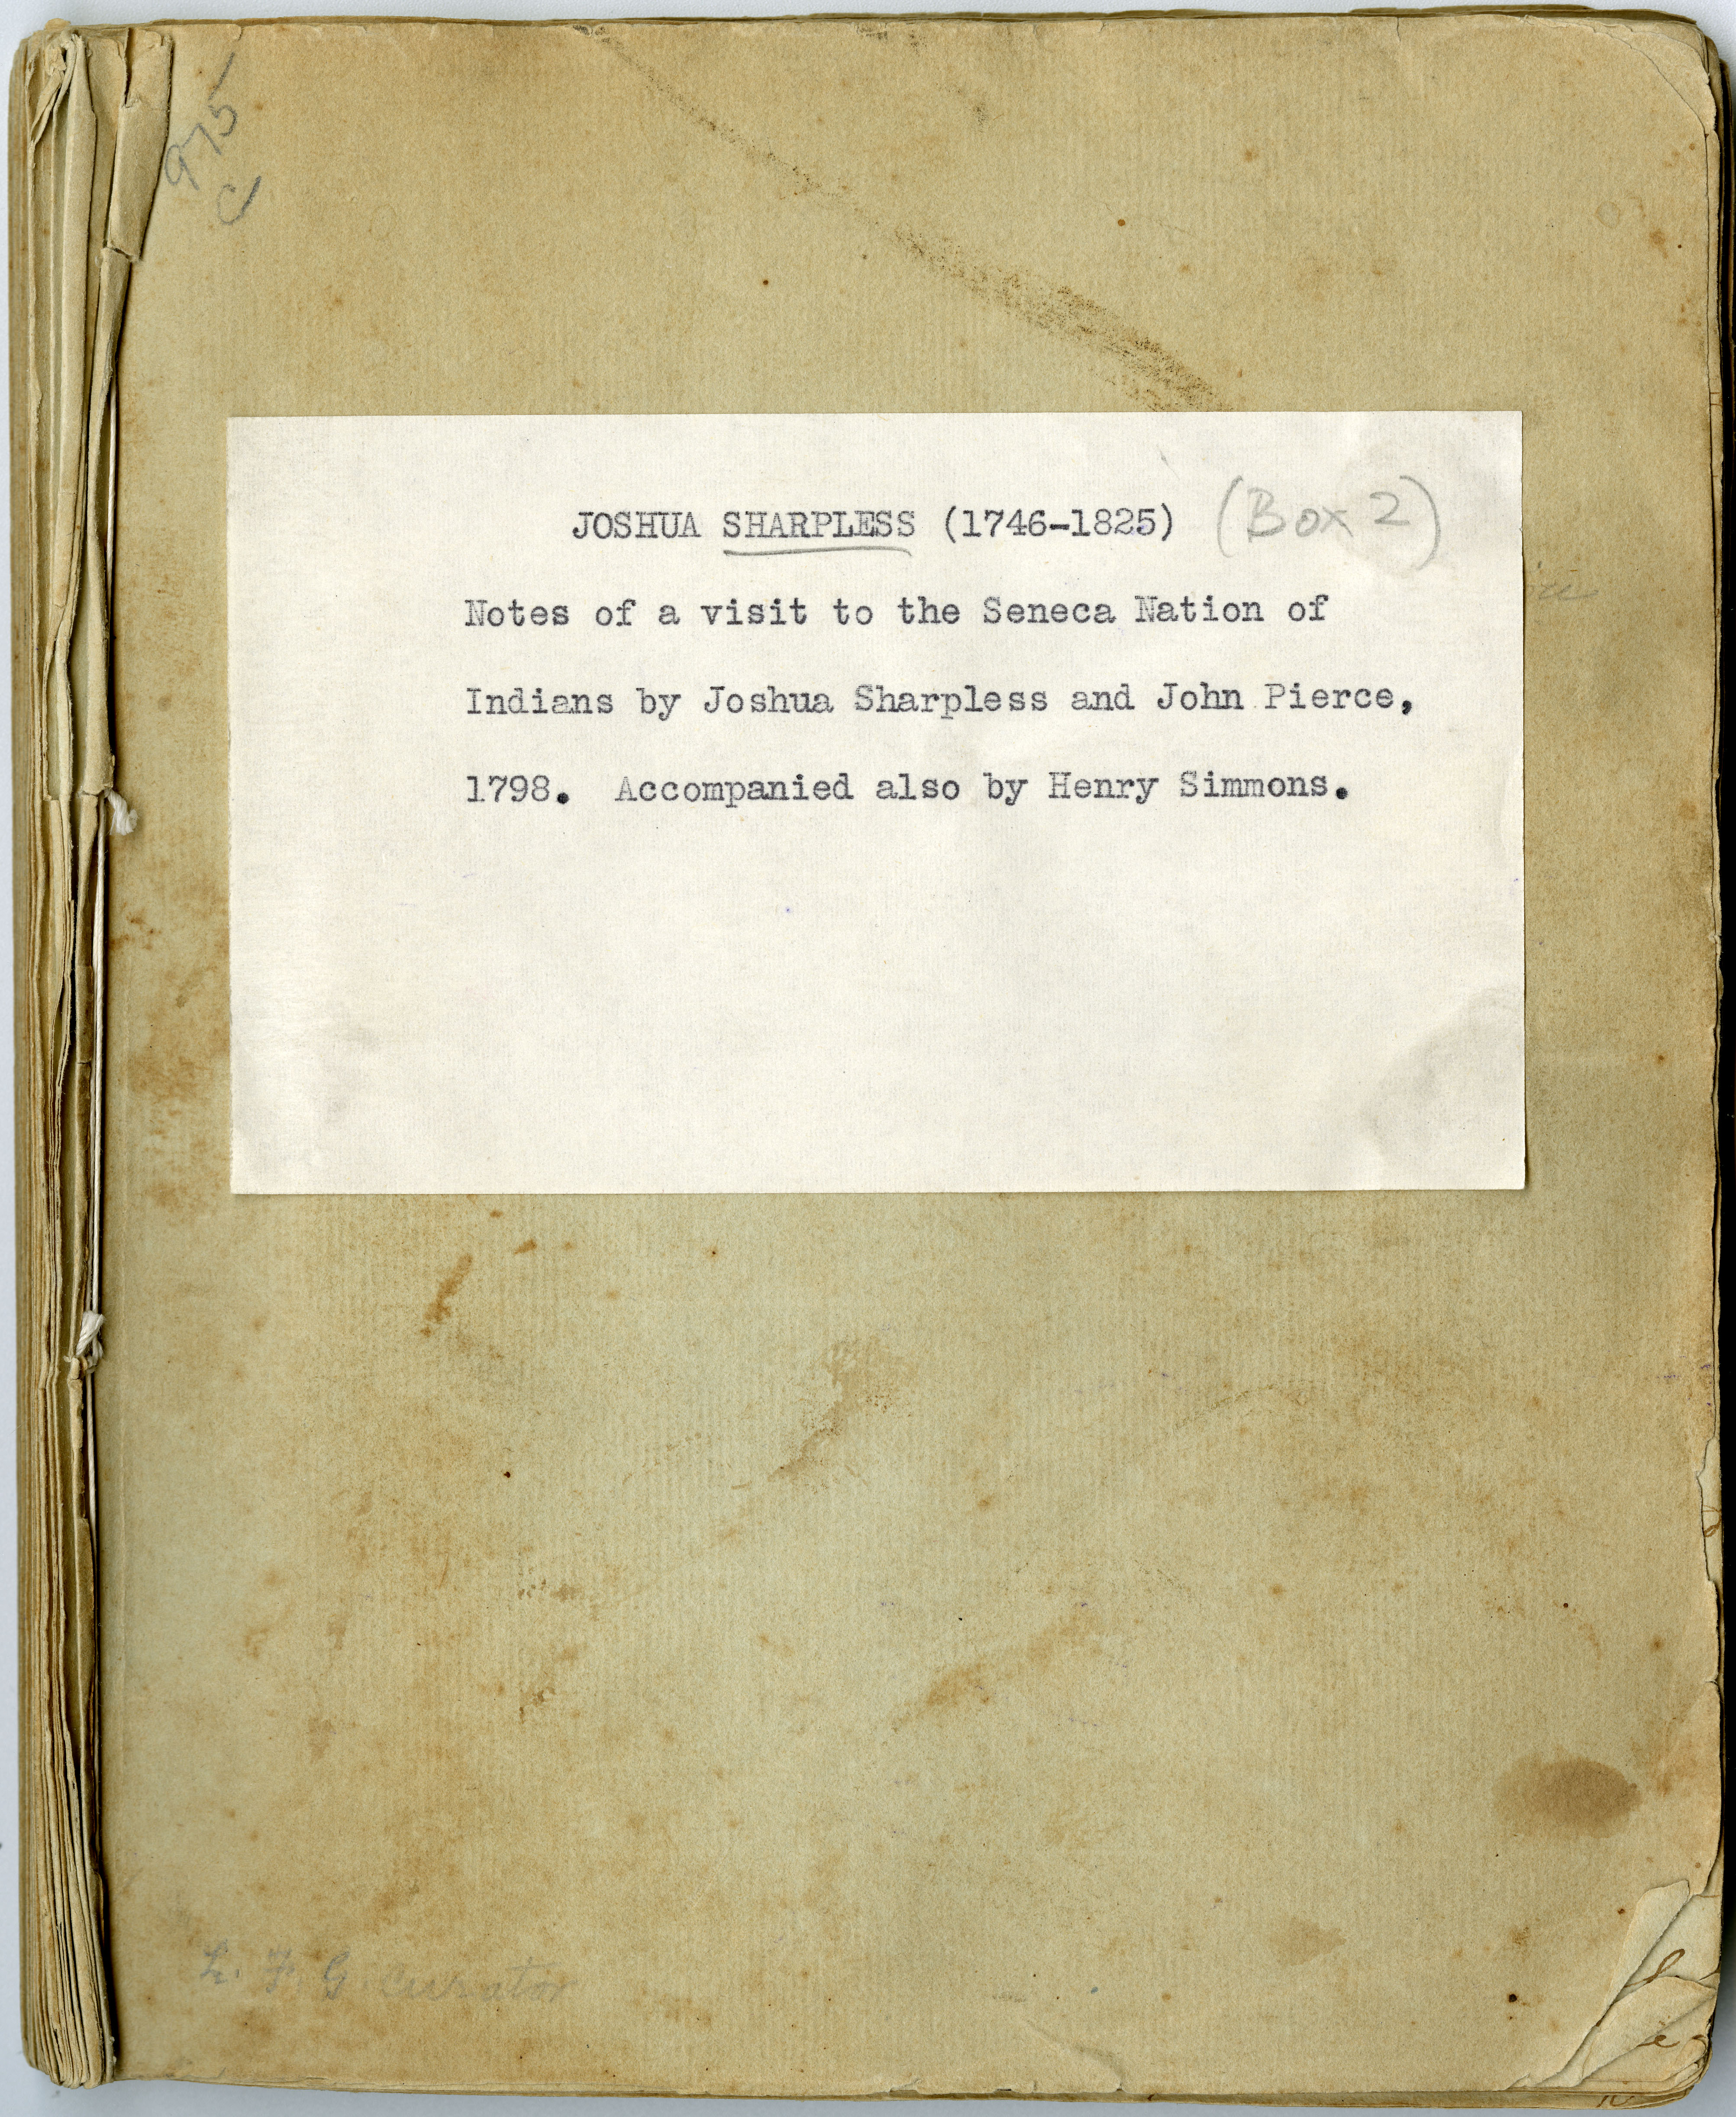 975
C
JOSHUA SHARPLESS (1746-1825) (Box 2)
Notes of a visit to the Seneca Nation of
Indians by Joshua Sharpless and John Pierce,
1798. Accompanied also by Henry Simmons.
L. F. G. curator